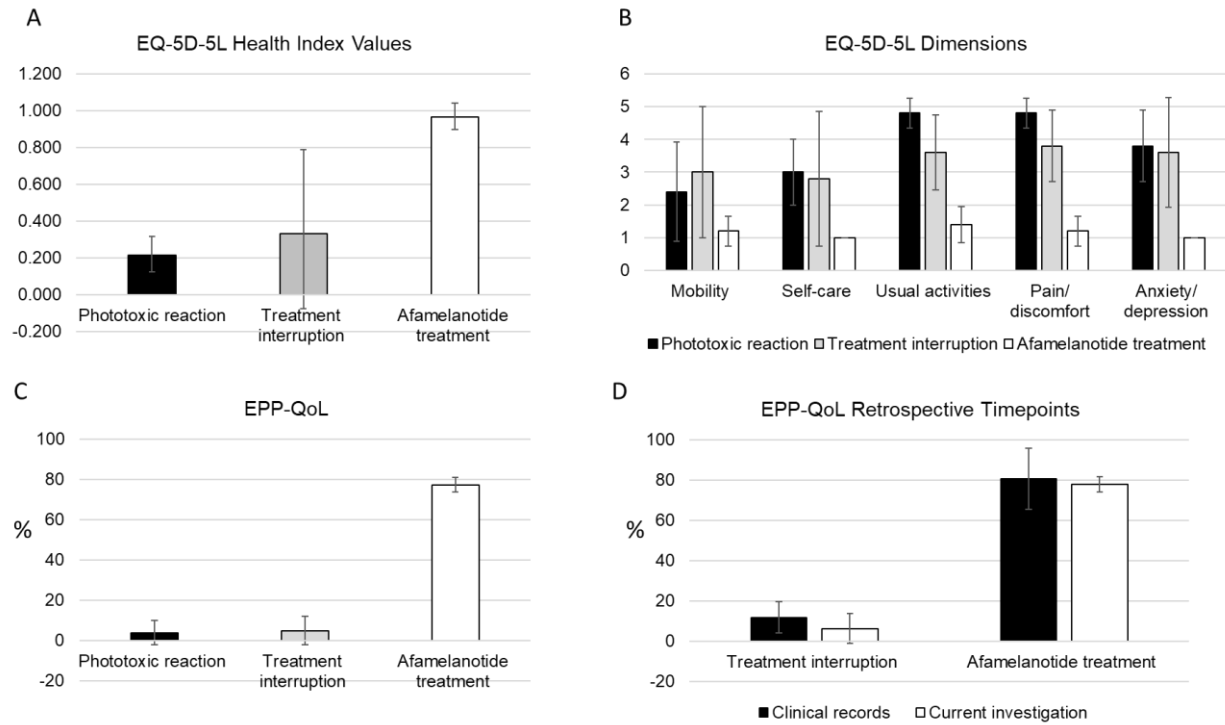 A
EQ-5D-5L Health Index Values
1.200
1.000
0.800
0.600
0.400
0.200
0.000
-0.200
Phototoxic reaction
Treatment
interruption
Afamelanotide
treatment
B
EQ-5D-5L Dimensions
6
5
4
3
2
1
0
Mobility
Self-care
Usual activities
Pain/
discomfort
Anxiety/
depression
Phototoxic reaction
Treatment interruption
Afamelanotide treatment
C
EPP-QoL
100
80
60
40
20
0
-20
%
Phototoxic reaction
Treatment
interruption
Afamelanotide
treatment
D
EPP-QoL Retrospective Timepoints
100
80
60
40
20
0
-20
%
Treatment interruption
Afamelanotide treatment
Clinical records
Current investigation